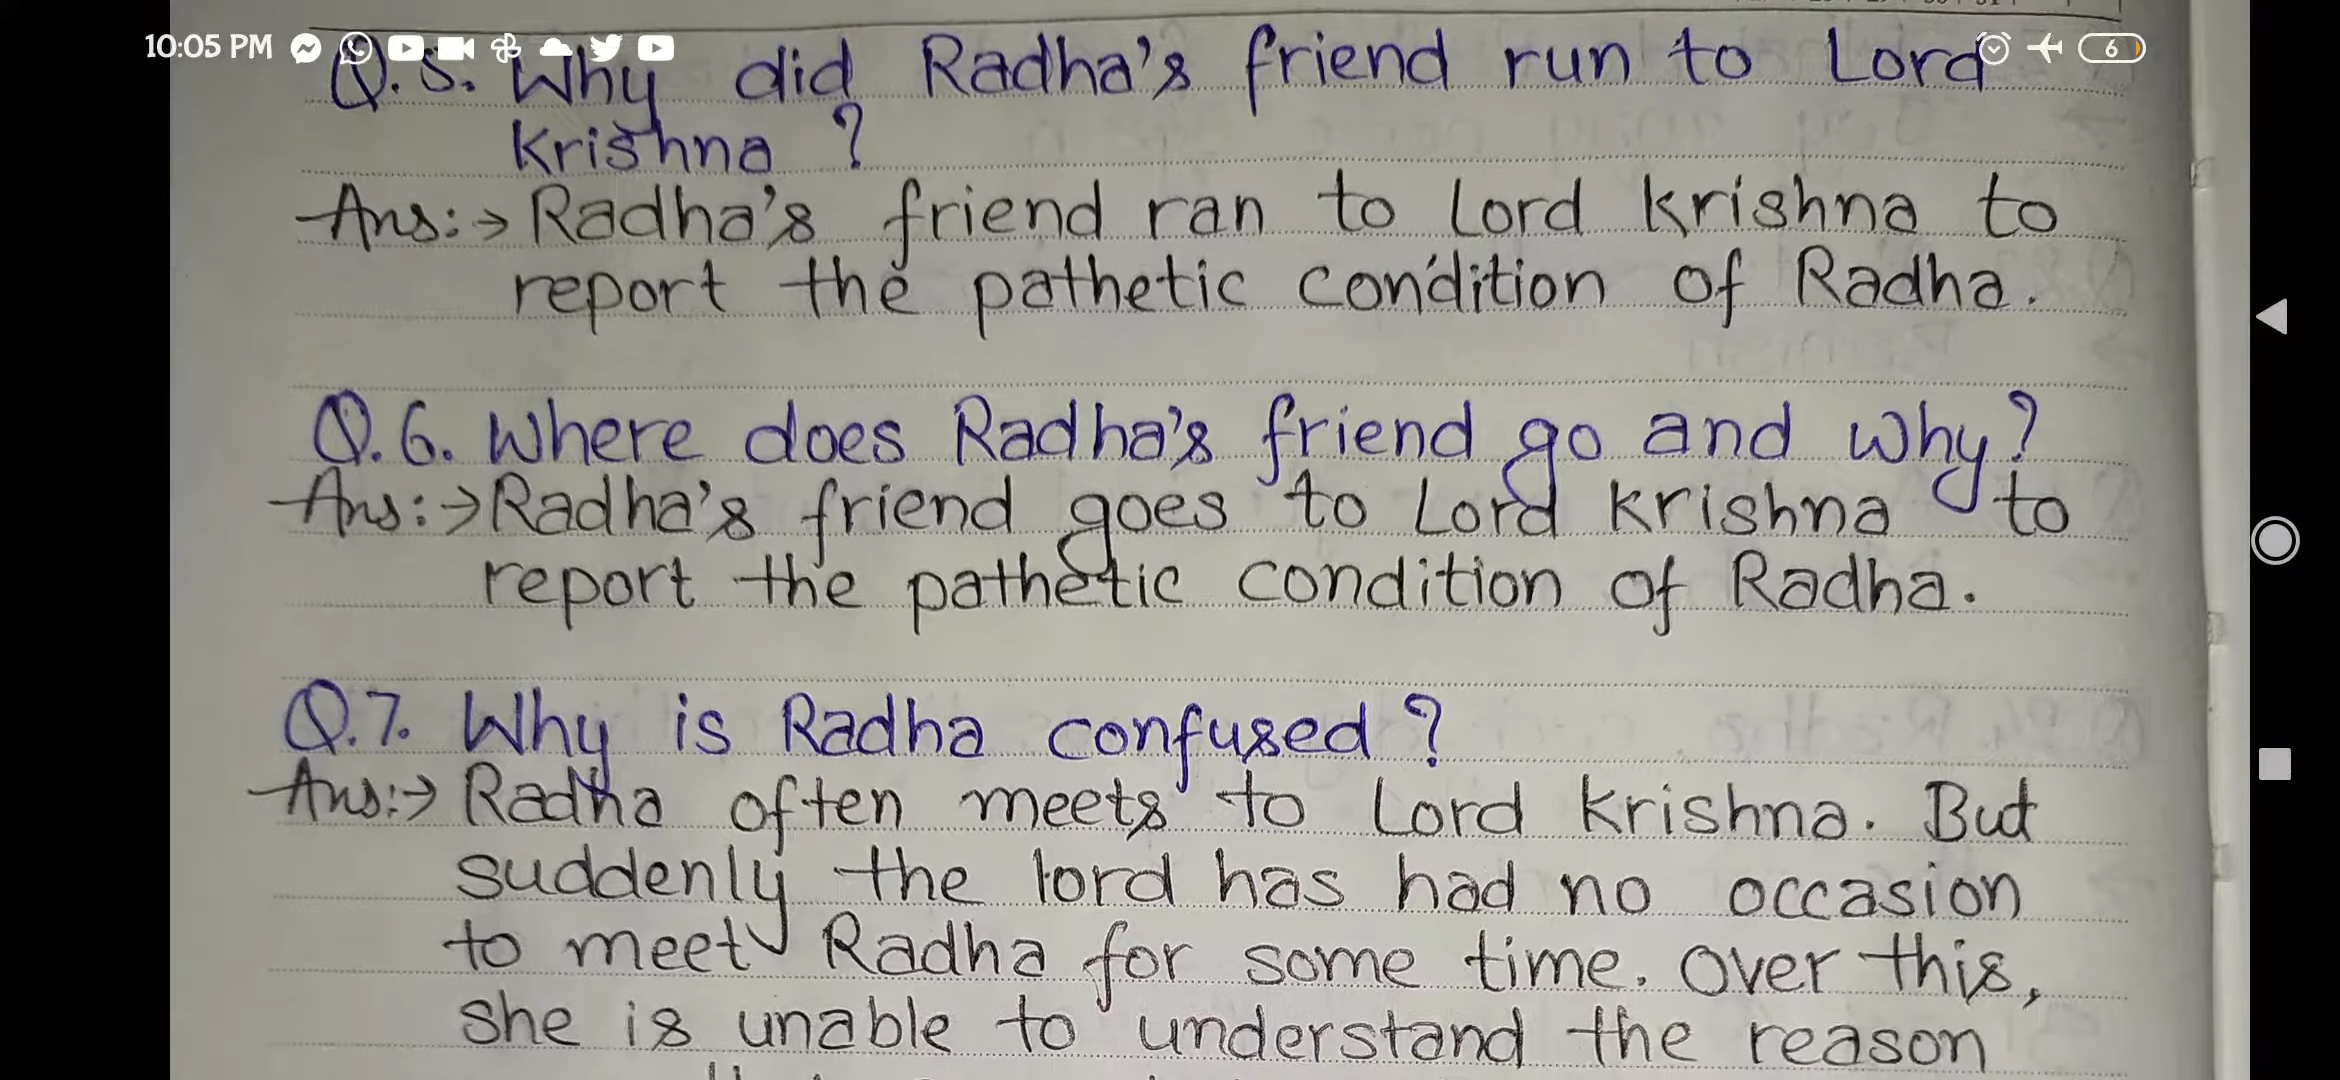 10:05 PM 6
Q.5. Why did Radha's friend run to Lord
Krishna ?
Ans:→ Radha's friend ran to Lord Krishna to
report the pathetic condition of Radha.
Q.6. Where does Radha's friend go and why?
Ans:→ Radha's friend goes to Lord Krishna to
report the pathetic condition of Radha.
Q.7. Why is Radha confused ?
Ans:→ Radha often meets to Lord Krishna. But
suddenly the lord has had no occasion
to meet Radha for some time. Over this,
she is unable to understand the reason